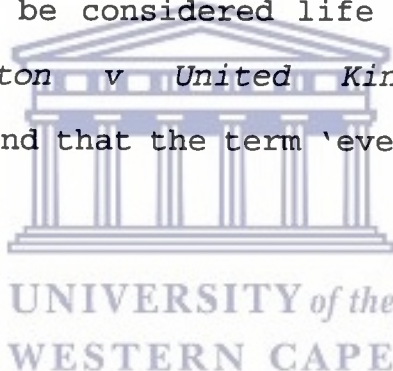 be considered life
ton v United Kin
nd that the term 'eve
UNIVERSITY of the
WESTERN CAPE